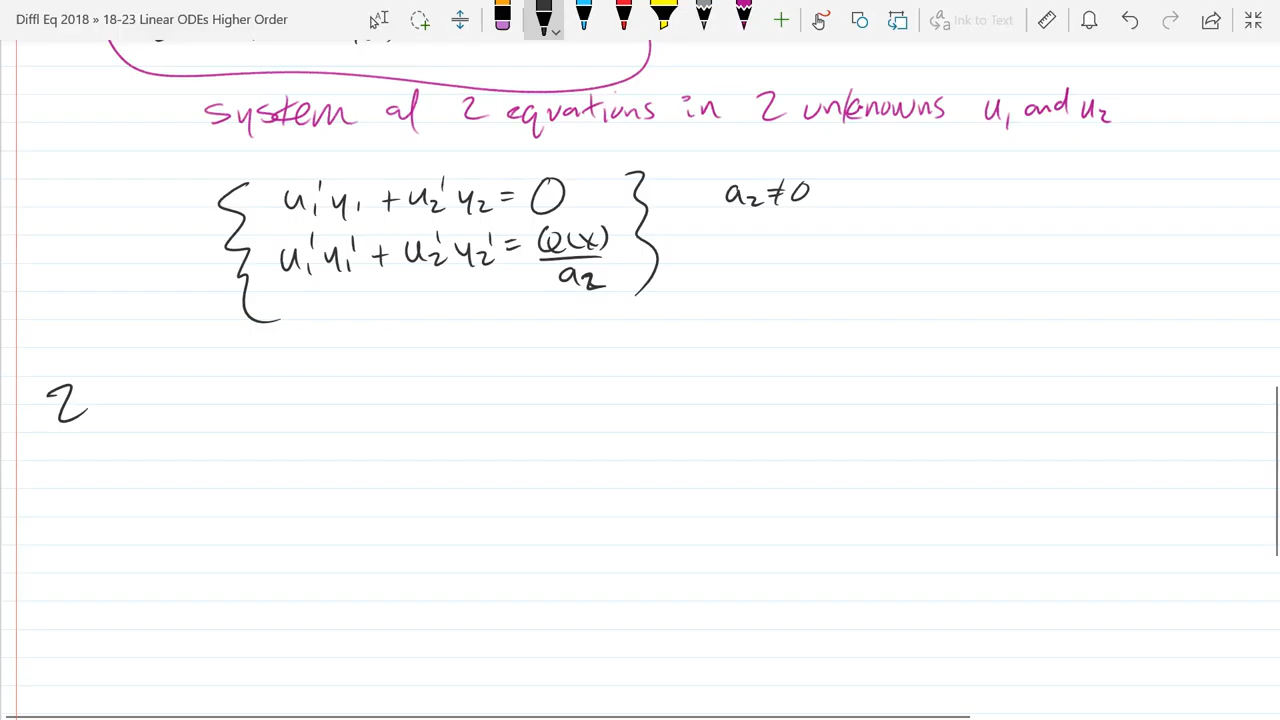 Diffl Eq 2018 » 18-23 Linear ODEs Higher Order
Ink to Text
system of 2 equations in 2 unknowns u₁ and u₂
{ u₁'y₁ + u₂'y₂ = 0 } a₂ ≠ 0
u₁'y₁' + u₂'y₂' = Q(x)/a₂
2